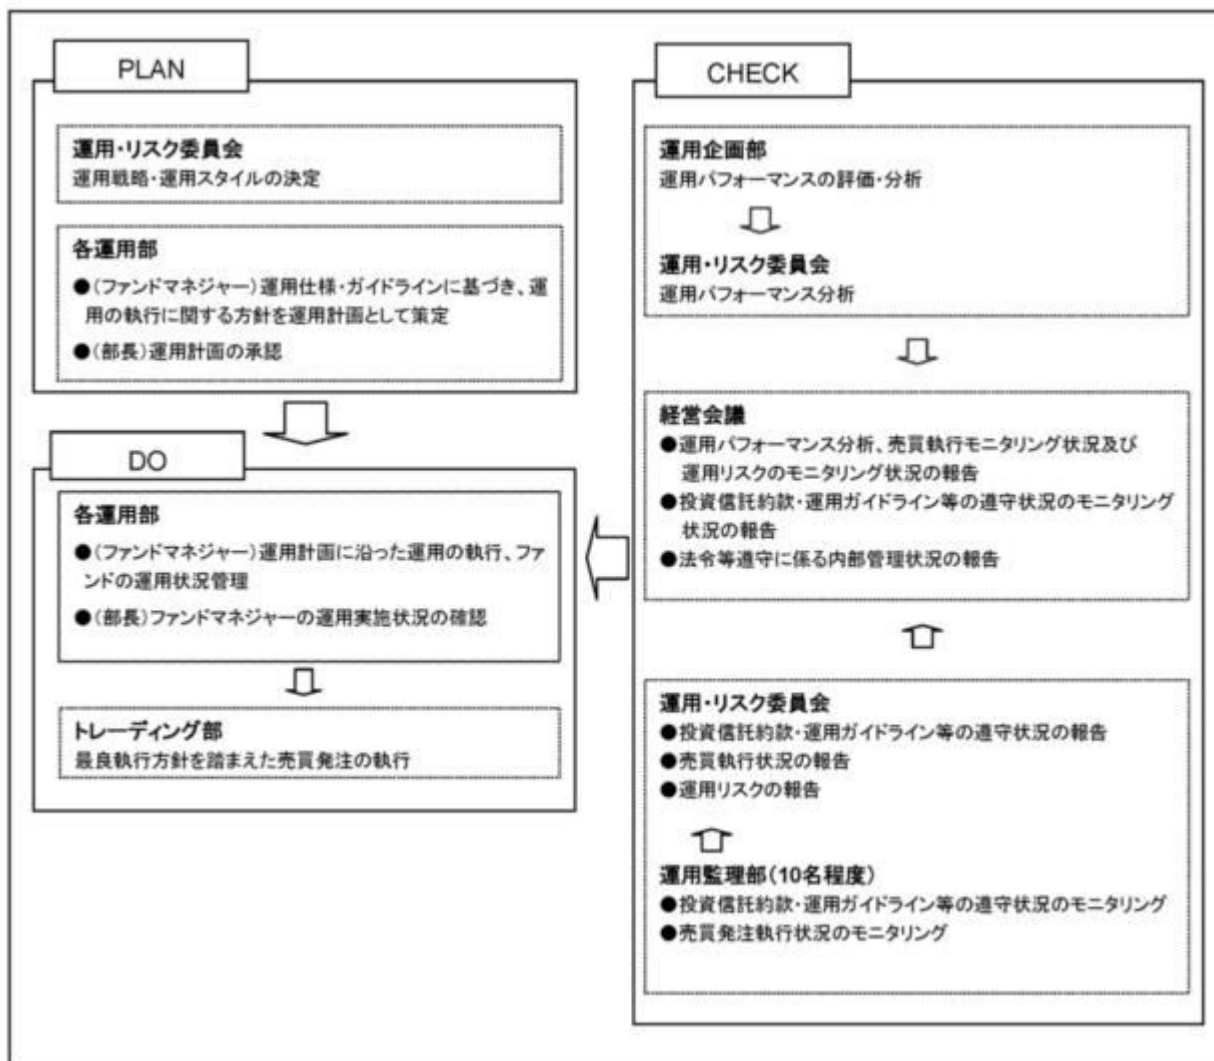 PLAN
運用・リスク委員会
運用戦略・運用スタイルの決定
各運用部
●(ファンドマネジャー)運用仕様・ガイドラインに基づき、運
用の執行に関する方針を運用計画として策定
●(部長)運用計画の承認
DO
各運用部
●(ファンドマネジャー)運用計画に沿った運用の執行、ファ
ンドの運用状況管理
●(部長)ファンドマネジャーの運用実施状況の確認
トレーディング部
最良執行方針を踏まえた売買発注の執行
CHECK
運用企画部
運用パフォーマンスの評価・分析
運用・リスク委員会
運用パフォーマンス分析
経営会議
●運用パフォーマンス分析、売買執行モニタリング状況及び
運用リスクのモニタリング状況の報告
●投資信託約款・運用ガイドライン等の遵守状況のモニタリング
状況の報告
●法令等遵守に係る内部管理状況の報告
運用・リスク委員会
●投資信託約款・運用ガイドライン等の遵守状況の報告
●売買執行状況の報告
●運用リスクの報告
運用監理部(10名程度)
●投資信託約款・運用ガイドライン等の遵守状況のモニタリング
●売買発注執行状況のモニタリング